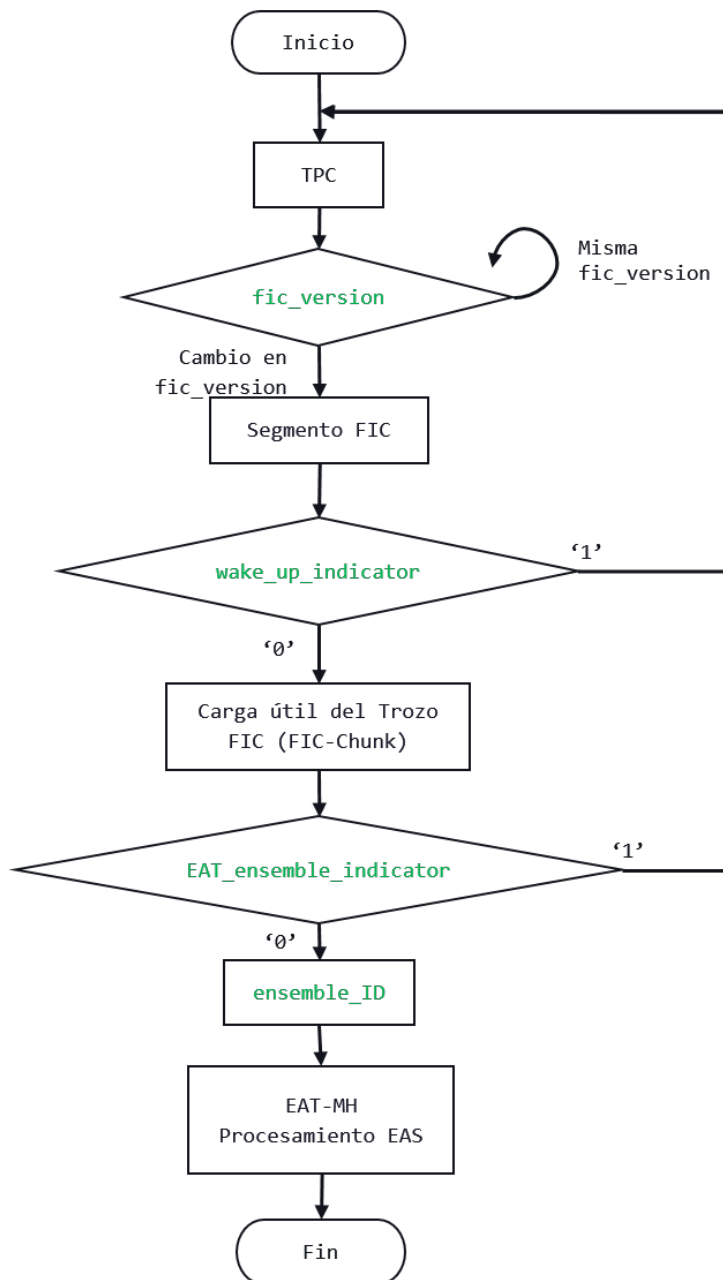 Inicio
TPC
Misma
fic_version
fic_version
Cambio en
fic_version
Segmento FIC
‘1’
wake_up_indicator
‘0’
Carga útil del Trozo
FIC (FIC-Chunk)
‘1’
EAT_ensemble_indicator
‘0’
ensemble_ID
EAT-MH
Procesamiento EAS
Fin